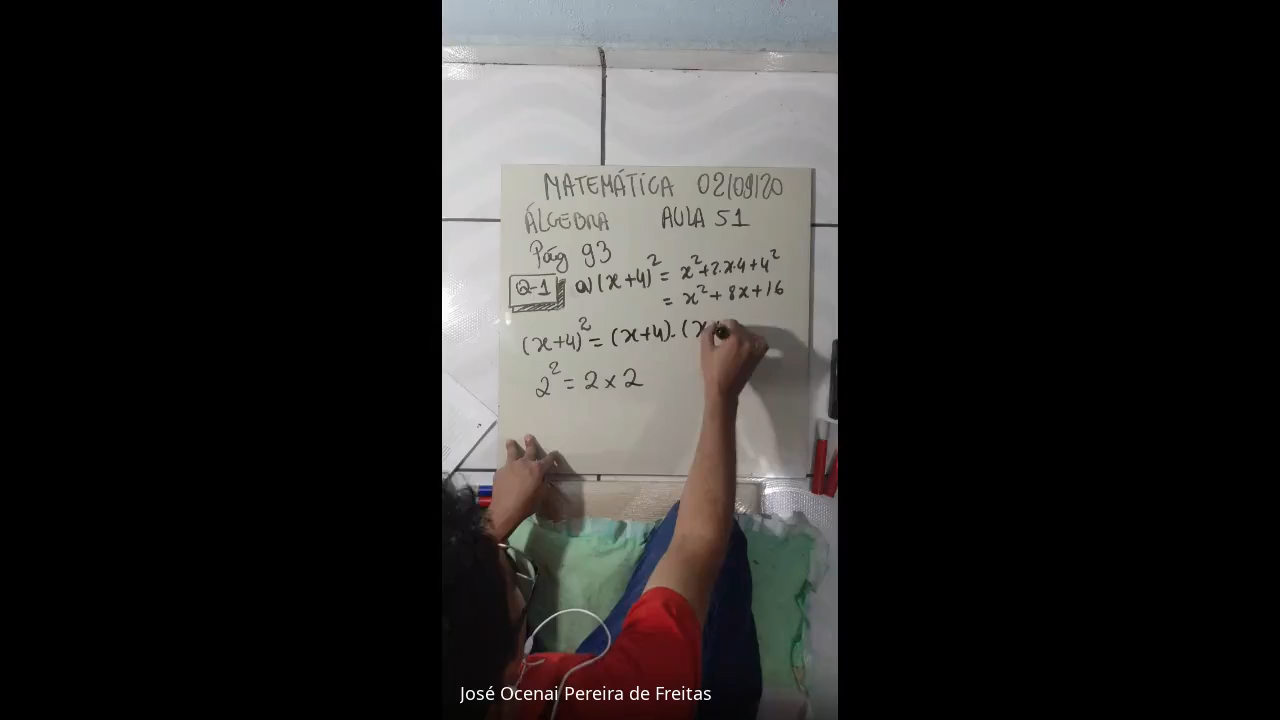 MATEMÁTICA 02/09/20
ÁLGEBRA AULA 51
Pág 93
Q-1 a) (x+4)² = x²+2.x.4+4²
= x²+8x+16
(x+4)² = (x+4).(x
2² = 2×2
José Ocenai Pereira de Freitas